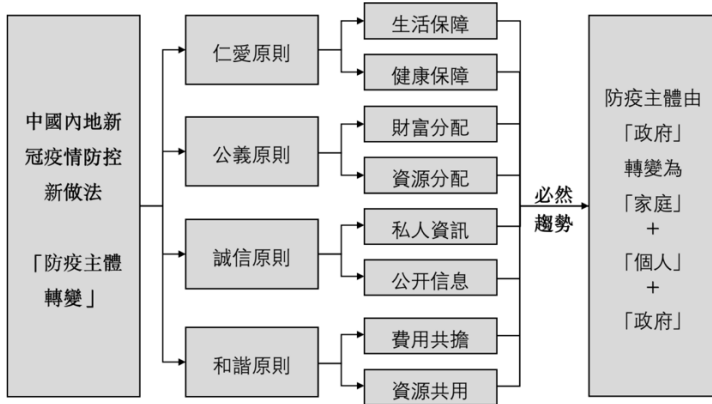 中國內地新
冠疫情防控
新做法
「防疫主體
轉變」
仁愛原則
公義原則
誠信原則
和諧原則
生活保障
健康保障
財富分配
資源分配
私人資訊
公开信息
費用共擔
資源共用
必然
趨勢
防疫主體由
「政府」
轉變為
「家庭」
+
「個人」
+
「政府」